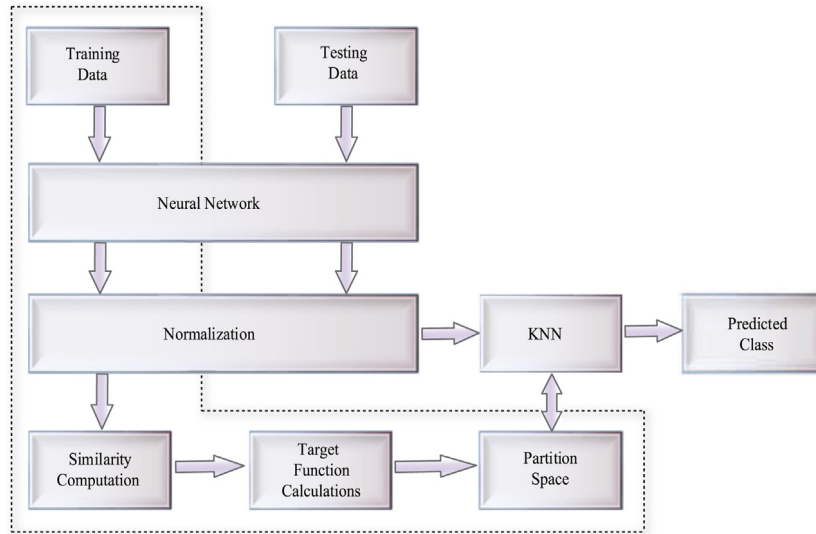 Training
Data
Testing
Data
Neural Network
Normalization
KNN
Predicted
Class
Similarity
Computation
Target
Function
Calculations
Partition
Space